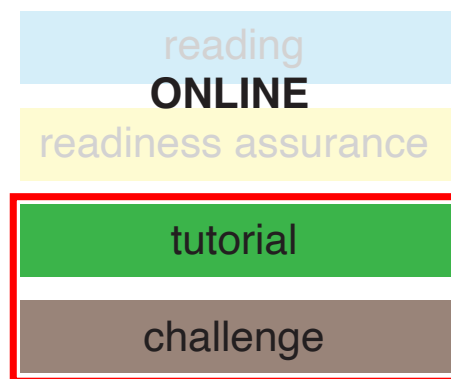 reading
ONLINE
readiness assurance
tutorial
challenge